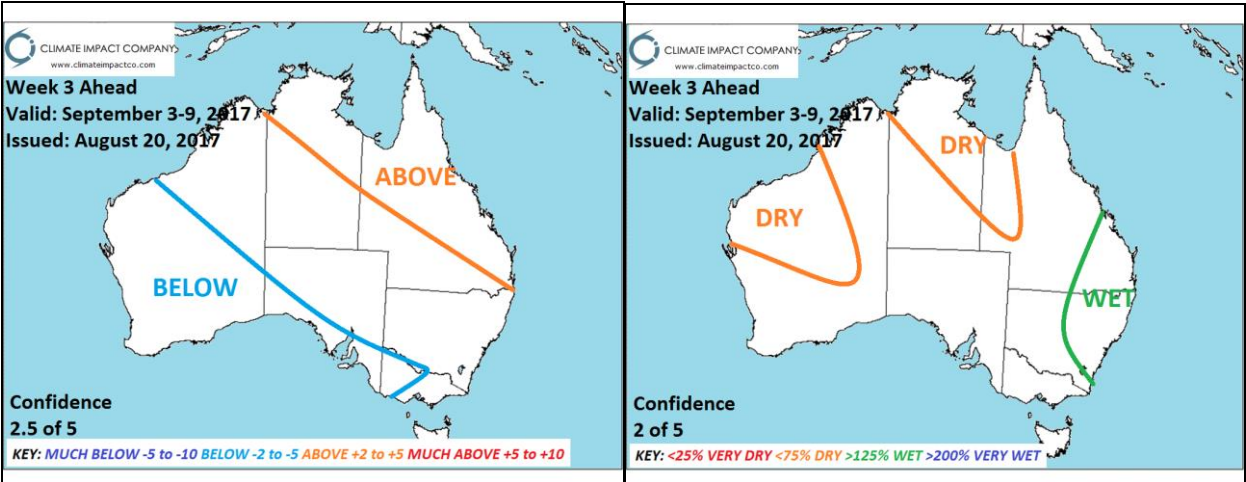 CLIMATE IMPACT COMPANY
www.climateimpactco.com
Week 3 Ahead
Valid: September 3-9, 2017
Issued: August 20, 2017
ABOVE
BELOW
Confidence
2.5 of 5
KEY: MUCH BELOW -5 to -10 BELOW -2 to -5 ABOVE +2 to +5 MUCH ABOVE +5 to +10
CLIMATE IMPACT COMPANY
www.climateimpactco.com
Week 3 Ahead
Valid: September 3-9, 2017
Issued: August 20, 2017
DRY
DRY
WET
Confidence
2 of 5
KEY: <25% VERY DRY <75% DRY >125% WET >200% VERY WET